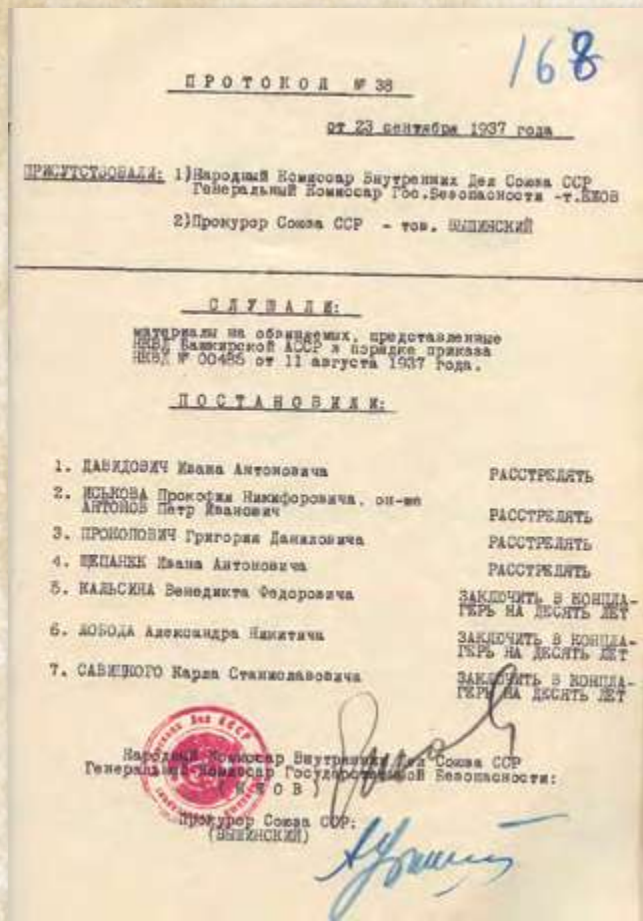 168
ПРОТОКОЛ № 38
от 23 сентября 1937 года
ПРИСУТСТВОВАЛИ: 1)Народный Комиссар Внутренних Дел Союза ССР
Генеральный Комиссар Гос.Безопасности -т.ЕЖОВ
2)Прокурор Союза ССР - тов. ВЫШИНСКИЙ
СЛУШАЛИ:
материалы на обвиняемых, представленные
НКВД Башкирской АССР в порядке приказа
НКВД № 00485 от 11 августа 1937 года.
ПОСТАНОВИЛИ:
1. ДАВИДОВИЧ Ивана Антоновича РАССТРЕЛЯТЬ
2. ИСЬКОВА Прокофия Никифоровича, он-же
АНТОНОВ Петр Иванович РАССТРЕЛЯТЬ
3. ПРОКОПОВИЧ Григория Даниловича РАССТРЕЛЯТЬ
4. ЩЕПАНЕК Ивана Антоновича РАССТРЕЛЯТЬ
5. КАЛЬСИНА Венедикта Федоровича ЗАКЛЮЧИТЬ В КОНЦЛА-
ГЕРЬ НА ДЕСЯТЬ ЛЕТ
6. ЛОБОДА Александра Никитича ЗАКЛЮЧИТЬ В КОНЦЛА-
ГЕРЬ НА ДЕСЯТЬ ЛЕТ
7. САВИЦКОГО Карла Станиславовича ЗАКЛЮЧИТЬ В КОНЦЛА-
ГЕРЬ НА ДЕСЯТЬ ЛЕТ
Народный Комиссар Внутренних Дел Союза ССР
Генеральный Комиссар Государственной Безопасности:
(ЕЖОВ)
Прокурор Союза ССР:
(ВЫШИНСКИЙ)